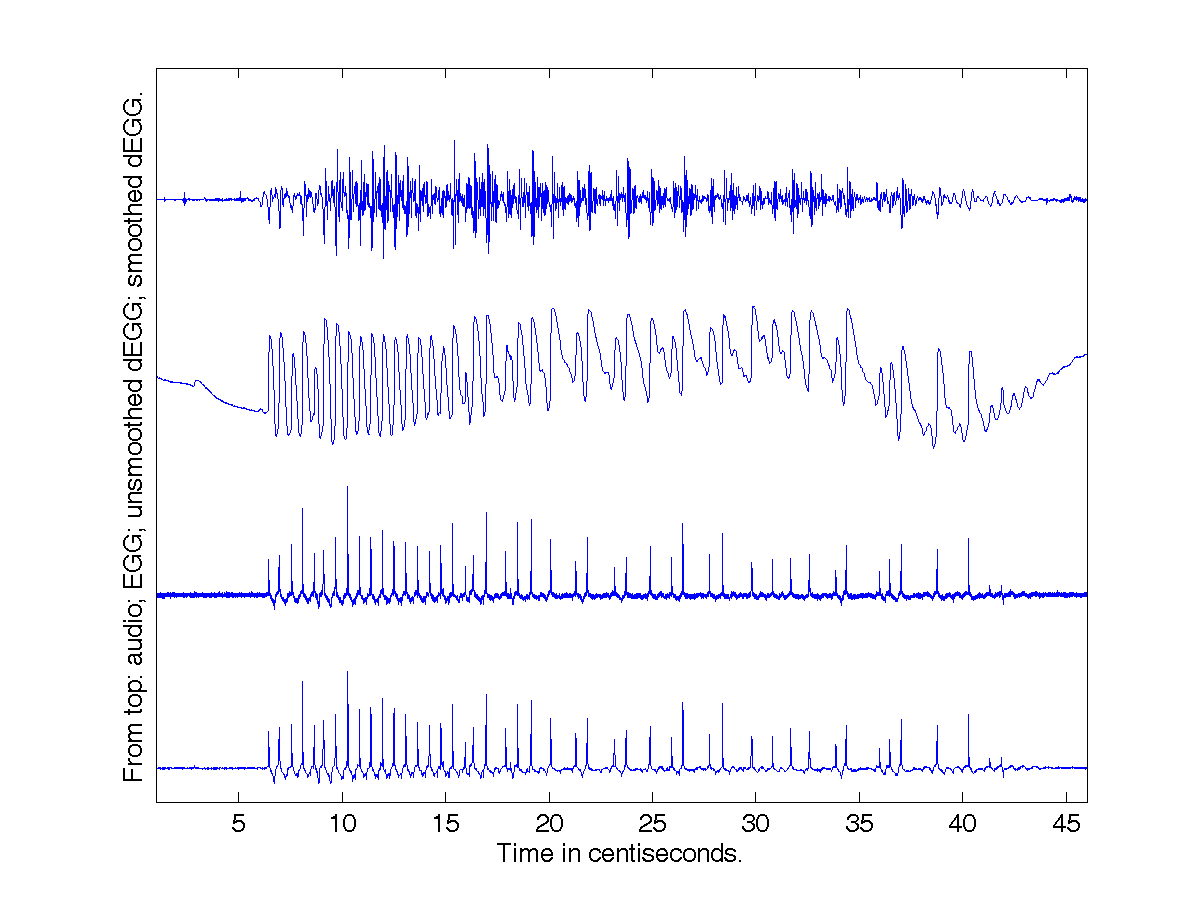 From top: audio; EGG; unsmoothed dEGG; smoothed dEGG.
5 10 15 20 25 30 35 40 45
Time in centiseconds.